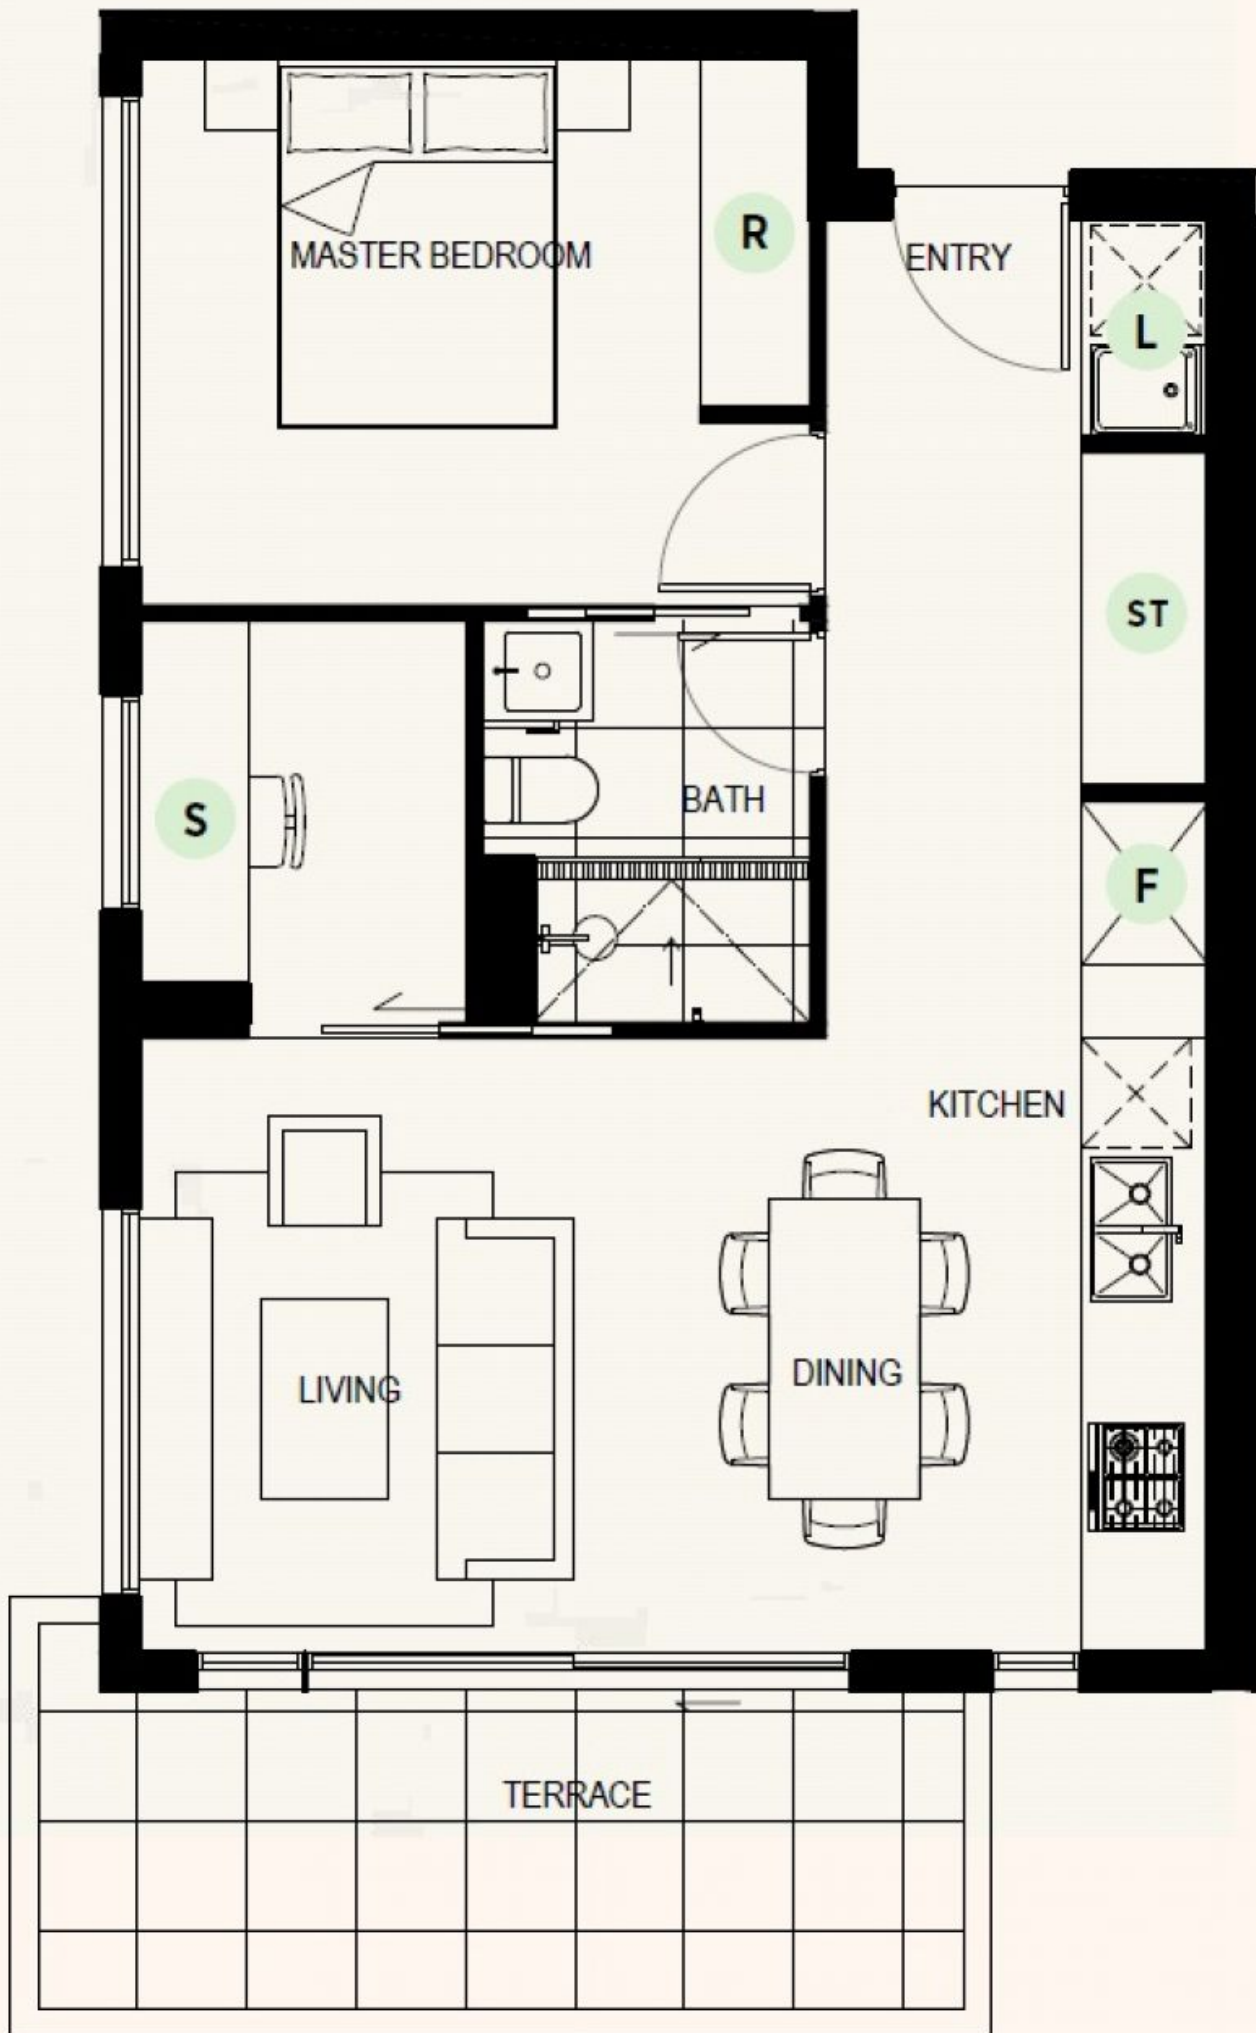 MASTER BEDROOM
R
ENTRY
L
ST
S
BATH
F
KITCHEN
LIVING
DINING
TERRACE